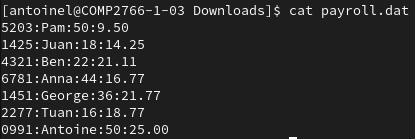 [antoinel@COMP2766-1-03 Downloads]$ cat payroll.dat
5203:Pam:50:9.50
1425:Juan:18:14.25
4321:Ben:22:21.11
6781:Anna:44:16.77
1451:George:36:21.77
2277:Tuan:16:18.77
0991:Antoine:50:25.00